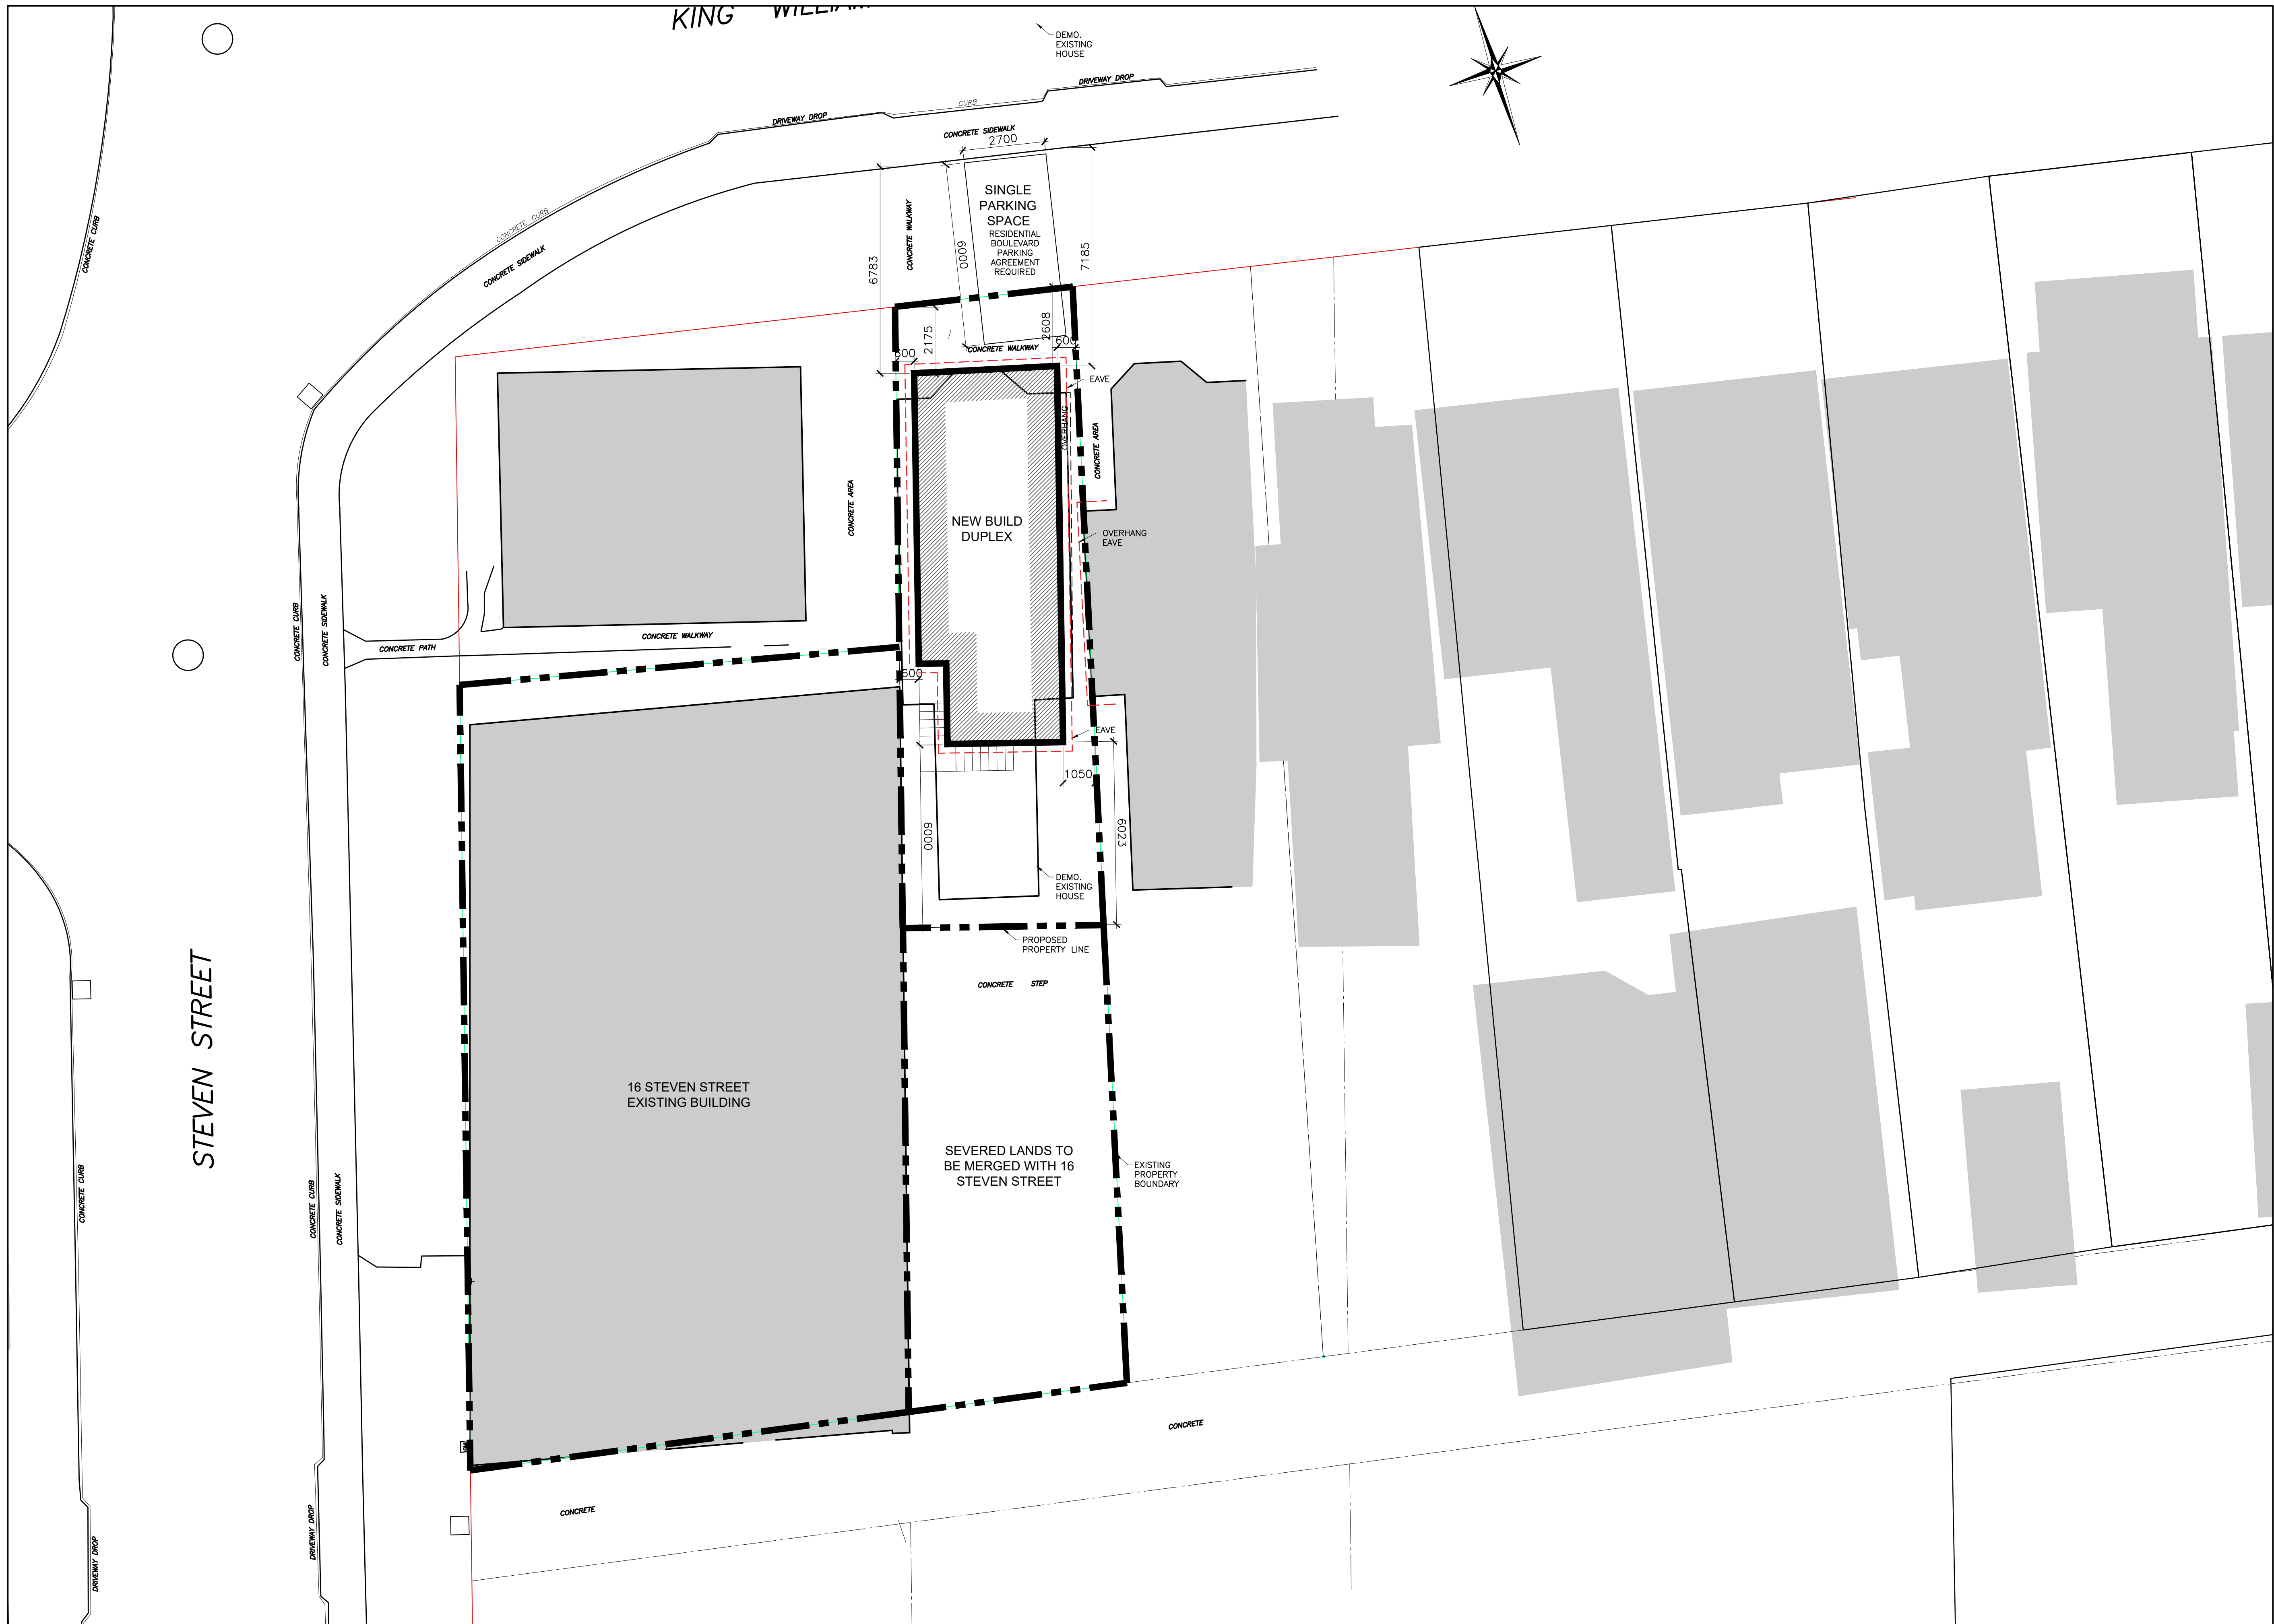 KING WILLIAM
DEMO.
EXISTING
HOUSE
DRIVEWAY DROP
CURB
DRIVEWAY DROP
CONCRETE SIDEWALK
2700
CONCRETE CURB
CONCRETE CURB
CONCRETE SIDEWALK
6783
CONCRETE WALKWAY
6000
SINGLE
PARKING
SPACE
RESIDENTIAL
BOULEVARD
PARKING
AGREEMENT
REQUIRED
7185
2175
2608
600
CONCRETE WALKWAY
600
EAVE
OVERHANG
CONCRETE AREA
CONCRETE AREA
NEW BUILD
DUPLEX
OVERHANG
EAVE
CONCRETE CURB
CONCRETE SIDEWALK
CONCRETE PATH
CONCRETE WALKWAY
600
EAVE
1050
6000
6023
DEMO.
EXISTING
HOUSE
PROPOSED
PROPERTY LINE
CONCRETE STEP
STEVEN STREET
16 STEVEN STREET
EXISTING BUILDING
SEVERED LANDS TO
BE MERGED WITH 16
STEVEN STREET
EXISTING
PROPERTY
BOUNDARY
CONCRETE CURB
CONCRETE CURB
CONCRETE SIDEWALK
CONCRETE
CONCRETE
DRIVEWAY DROP
DRIVEWAY DROP